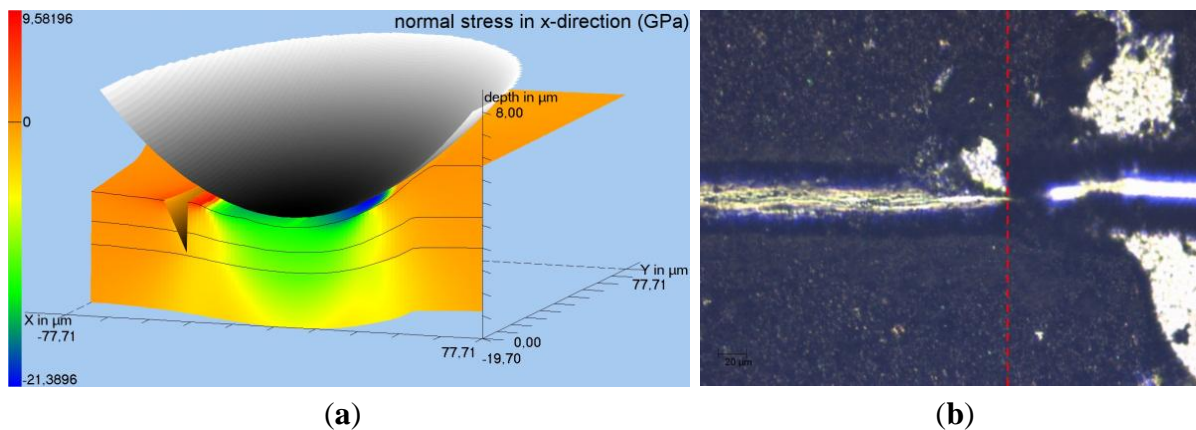 9,58196
normal stress in x-direction (GPa)
0
depth in µm
8,00
Y in µm
77,71
X in µm
-77,71
0,00
77,71
-19,70
-21,3896
20 µm
(a)
(b)